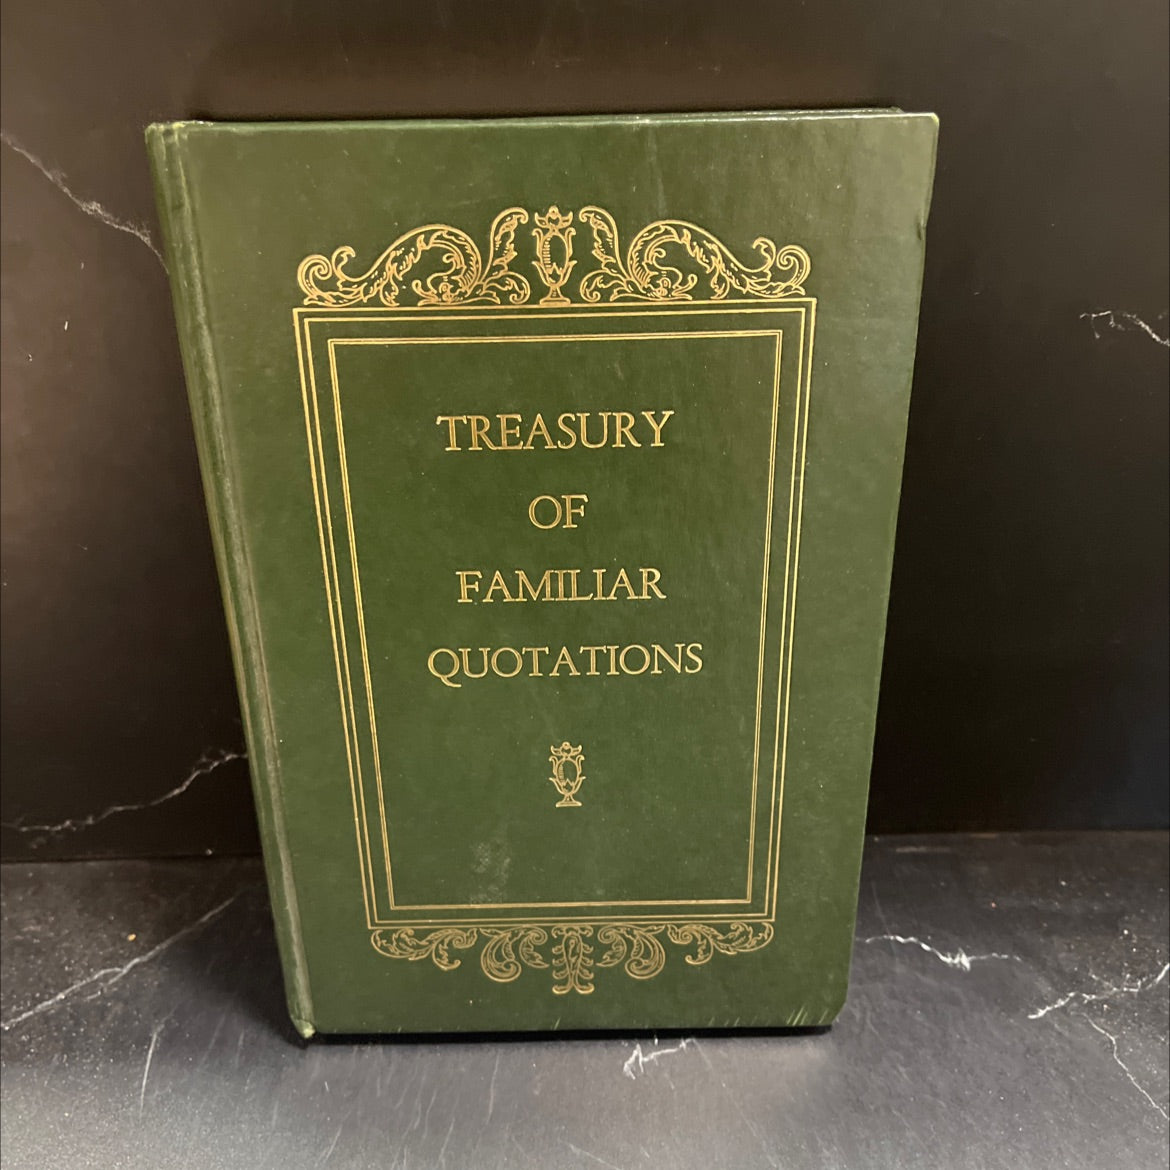 TREASURY
OF
FAMILIAR
QUOTATIONS